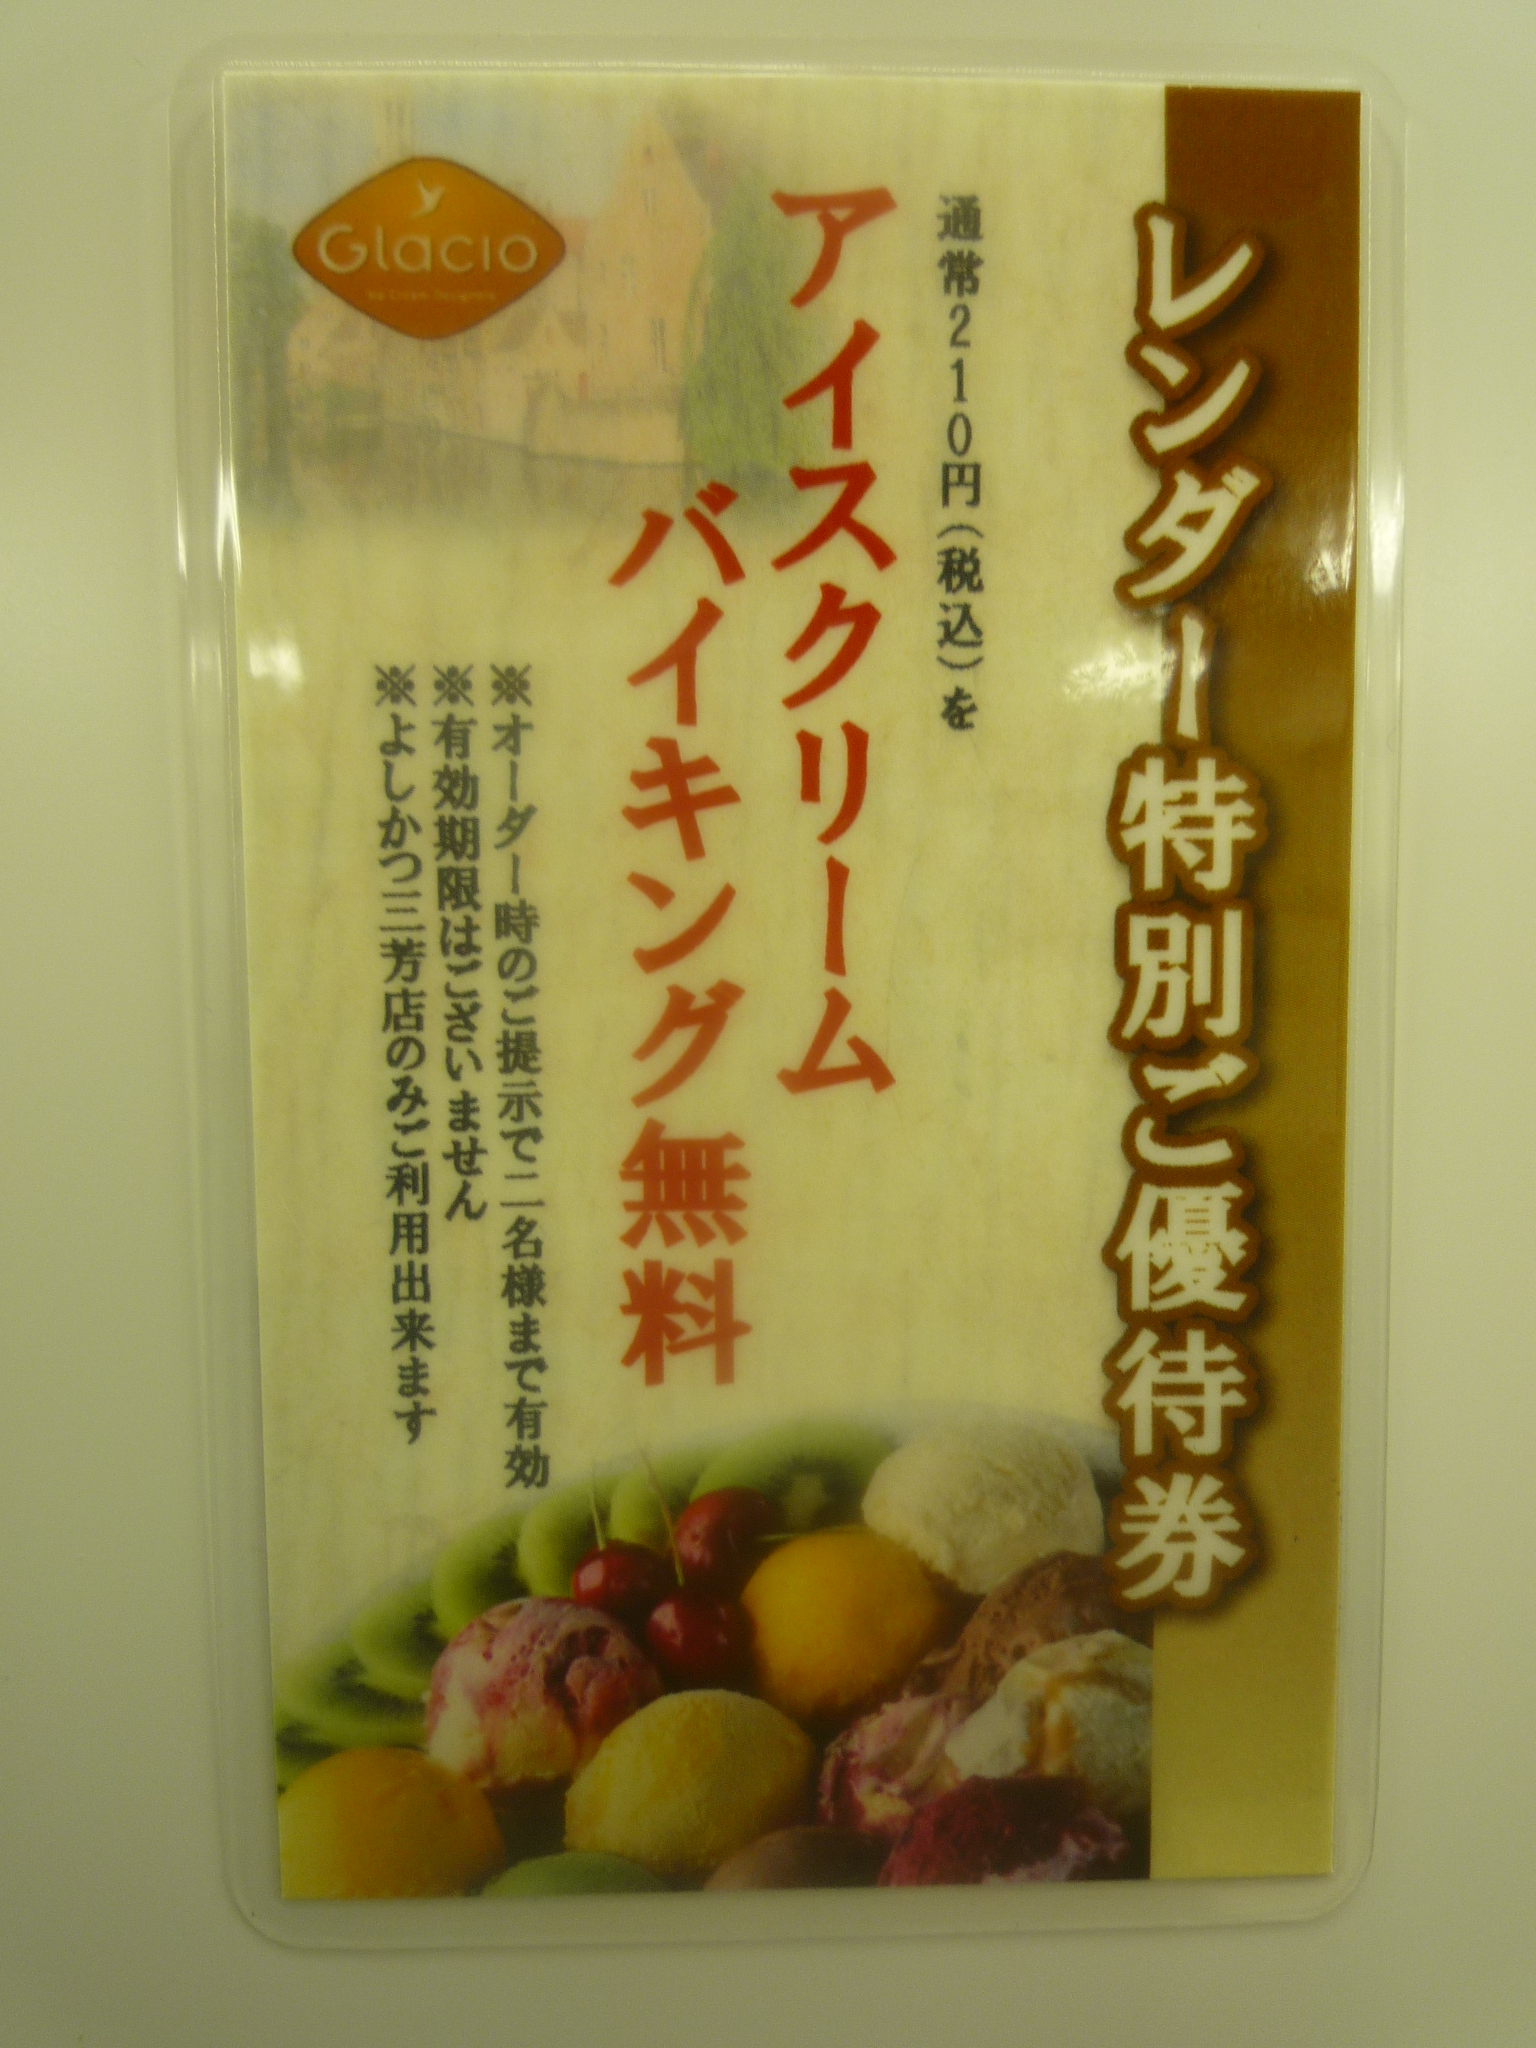 レンダー特別ご優待券
通常210円(税込)を
アイスクリーム
バイキング無料
※オーダー時のご提示で二名様まで有効
※有効期限はございません
※よしかつ三芳店のみご利用出来ます
Glacio
Ice Cream Designers